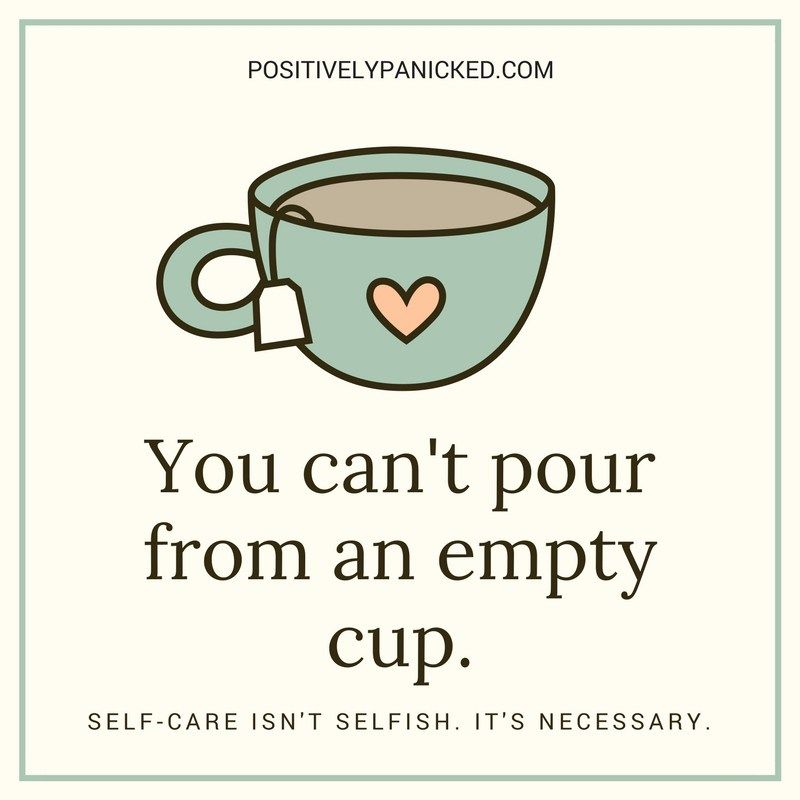 POSITIVELYPANICKED.COM
You can't pour
from an empty
cup.
SELF-CARE ISN'T SELFISH. IT'S NECESSARY.